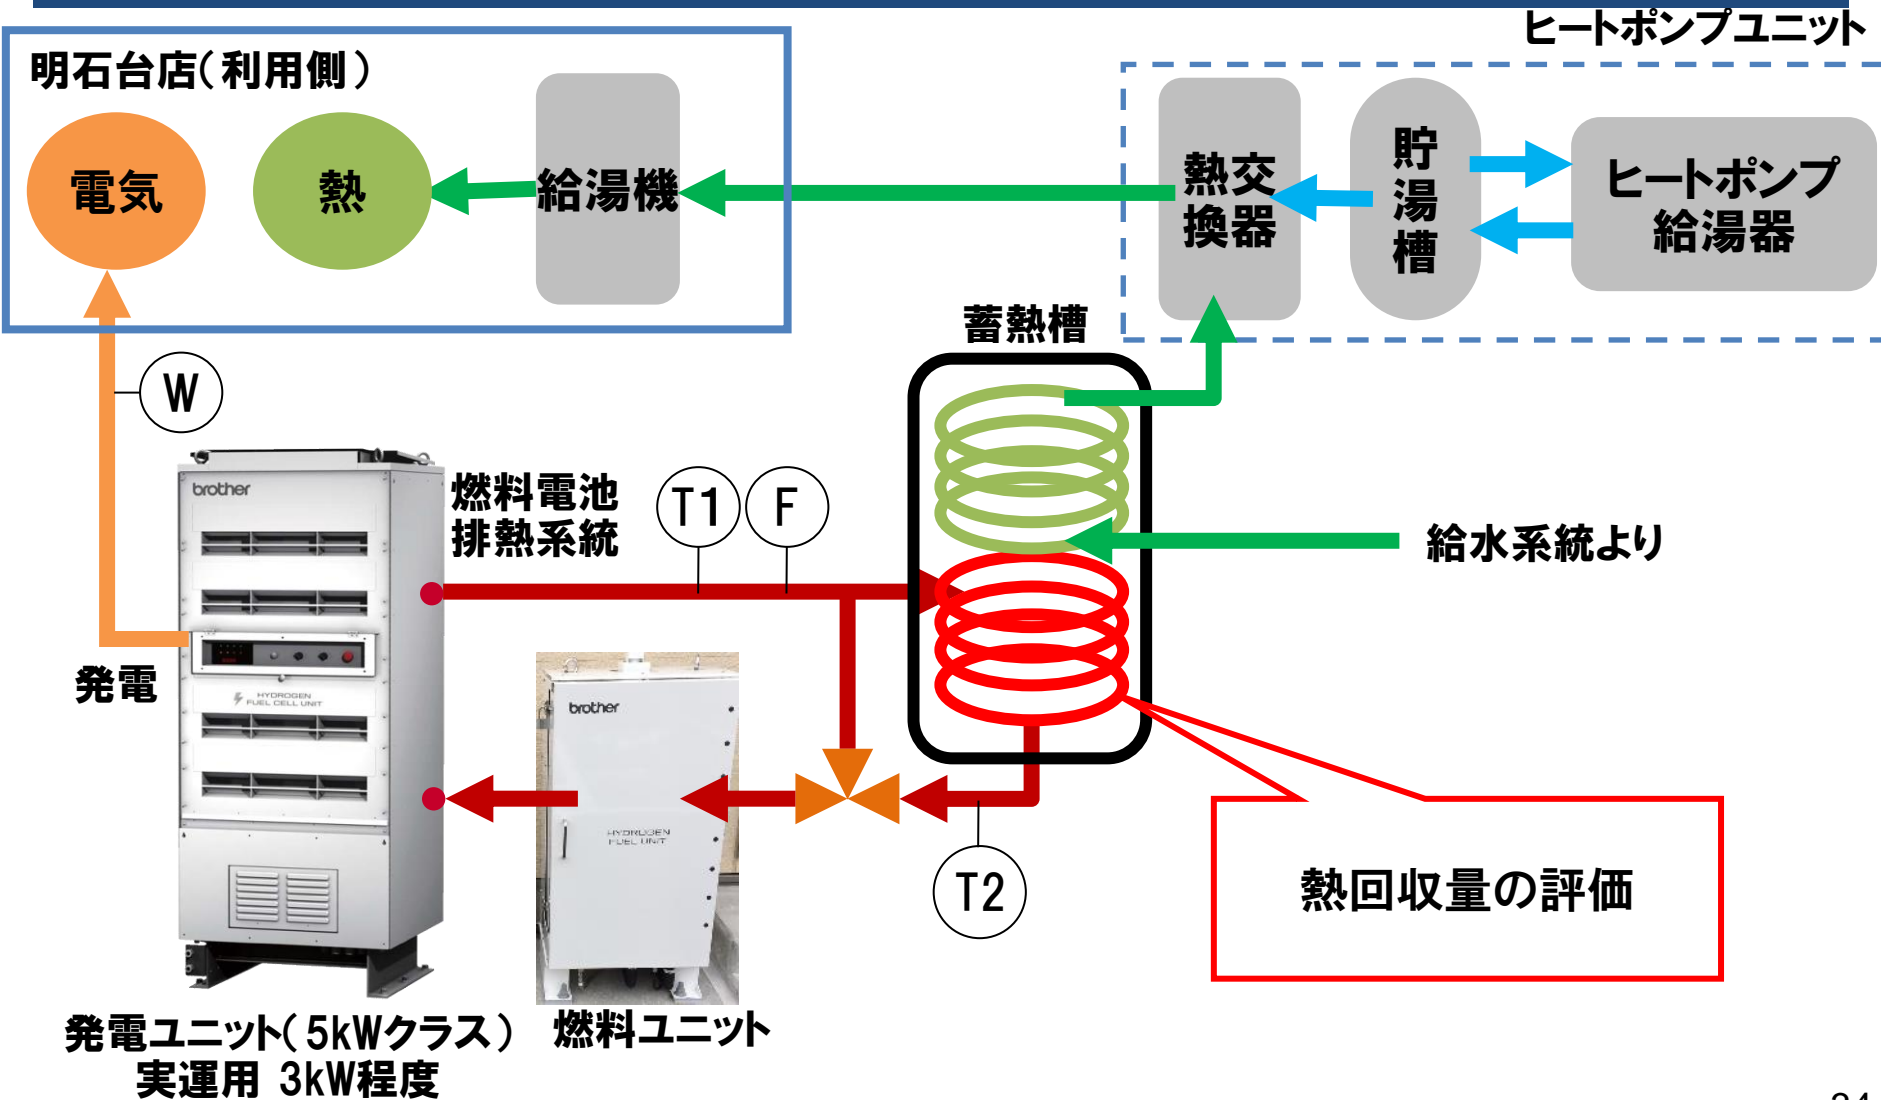 ヒートポンプユニット
明石台店(利用側)
電気
熱
給湯機
熱交
換器
貯
湯
槽
ヒートポンプ
給湯器
蓄熱槽
W
brother
燃料電池
排熱系統
T1
F
給水系統より
発電
HYDROGEN
FUEL CELL UNIT
brother
HYDROGEN
FUEL UNIT
T2
熱回収量の評価
発電ユニット(5kWクラス)
実運用 3kW程度
燃料ユニット